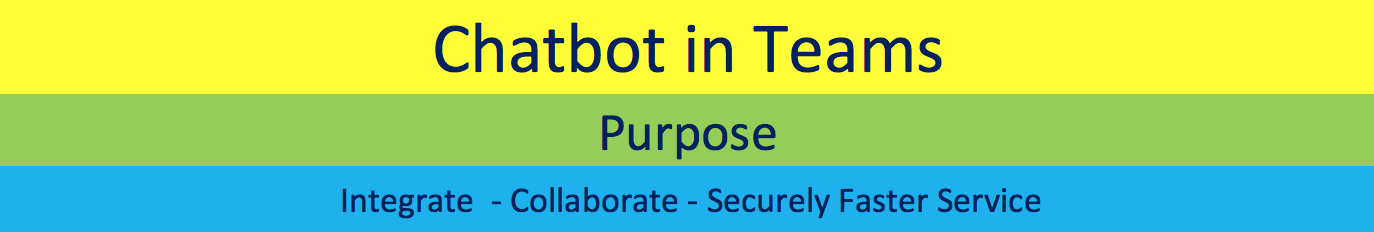 Chatbot in Teams
Purpose
Integrate  - Collaborate - Securely Faster Service